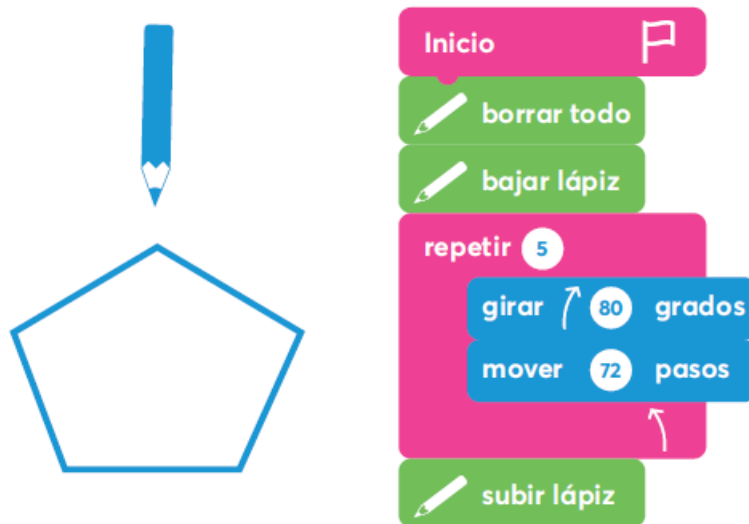 Inicio
borrar todo
bajar lápiz
repetir 5
girar 80 grados
mover 72 pasos
subir lápiz